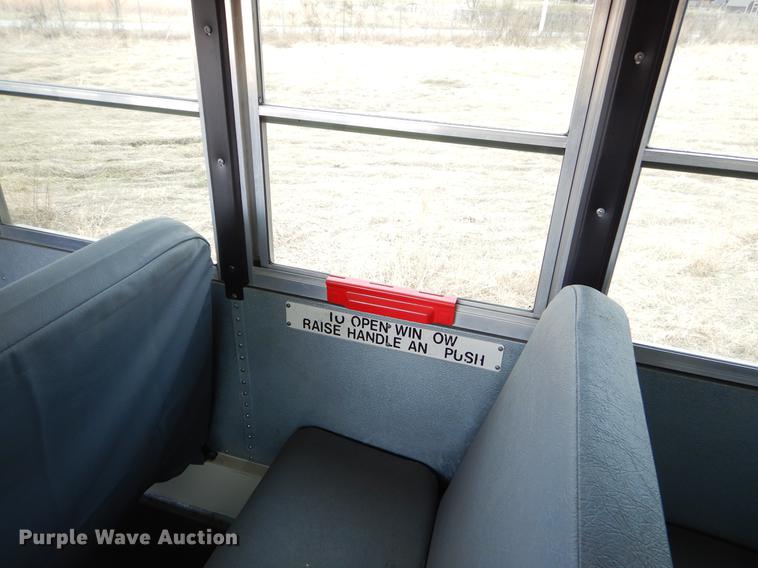 TO OPEN WIN OW
RAISE HANDLE AN PUSH
Purple Wave Auction